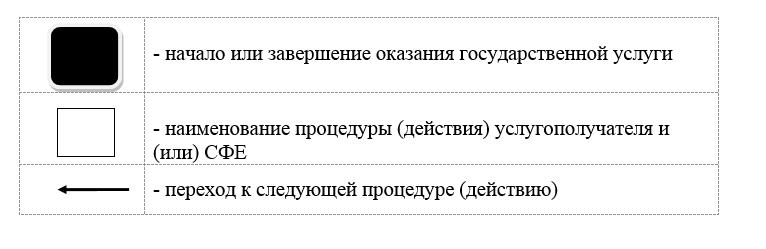 - начало или завершение оказания государственной услуги
- наименование процедуры (действия) услугополучателя и
(или) СФЕ
- переход к следующей процедуре (действию)